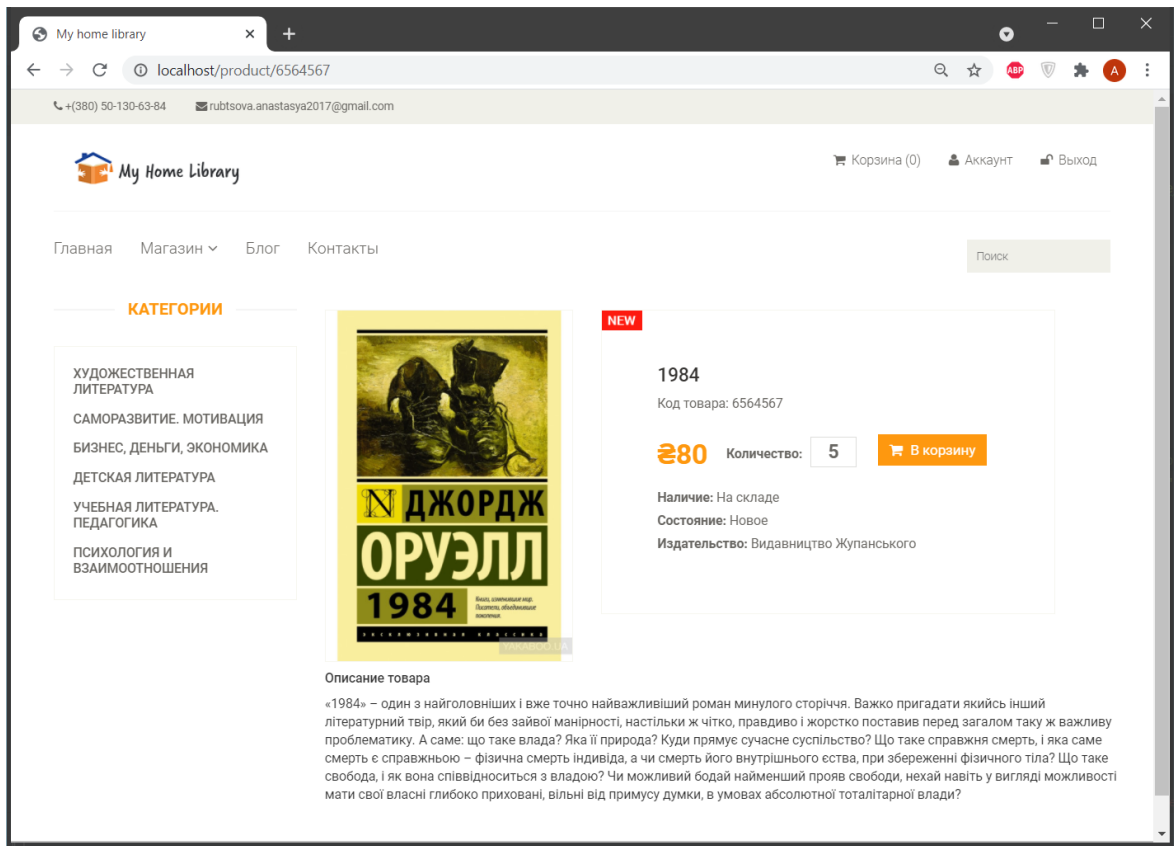 My home library
localhost/product/6564567
ABP
A
+(380) 50-130-63-84 rubtsova.anastasya2017@gmail.com
My Home Library
Корзина (0) Аккаунт Выход
Главная Магазин Блог Контакты
Поиск
КАТЕГОРИИ
ХУДОЖЕСТВЕННАЯ
ЛИТЕРАТУРА
САМОРАЗВИТИЕ. МОТИВАЦИЯ
БИЗНЕС, ДЕНЬГИ, ЭКОНОМИКА
ДЕТСКАЯ ЛИТЕРАТУРА
УЧЕБНАЯ ЛИТЕРАТУРА.
ПЕДАГОГИКА
ПСИХОЛОГИЯ И
ВЗАИМООТНОШЕНИЯ
N ДЖОРДЖ
ОРУЭЛЛ
1984
Книги, изменившие мир.
Писатели, объединившие
поколения.
ЭКСКЛЮЗИВНАЯ КЛАССИКА
YAKABOO.UA
NEW
1984
Код товара: 6564567
₴80 Количество: 5 В корзину
Наличие: На складе
Состояние: Новое
Издательство: Видавництво Жупанського
Описание товара
«1984» – один з найголовніших і вже точно найважливіший роман минулого сторіччя. Важко пригадати якийсь інший
літературний твір, який би без зайвої манірності, настільки ж чітко, правдиво і жорстко поставив перед загалом таку ж важливу
проблематику. А саме: що таке влада? Яка її природа? Куди прямує сучасне суспільство? Що таке справжня смерть, і яка саме
смерть є справжньою – фізична смерть індивіда, а чи смерть його внутрішнього єства, при збереженні фізичного тіла? Що таке
свобода, і як вона співвідноситься з владою? Чи можливий бодай найменший прояв свободи, нехай навіть у вигляді можливості
мати свої власні глибоко приховані, вільні від примусу думки, в умовах абсолютної тоталітарної влади?